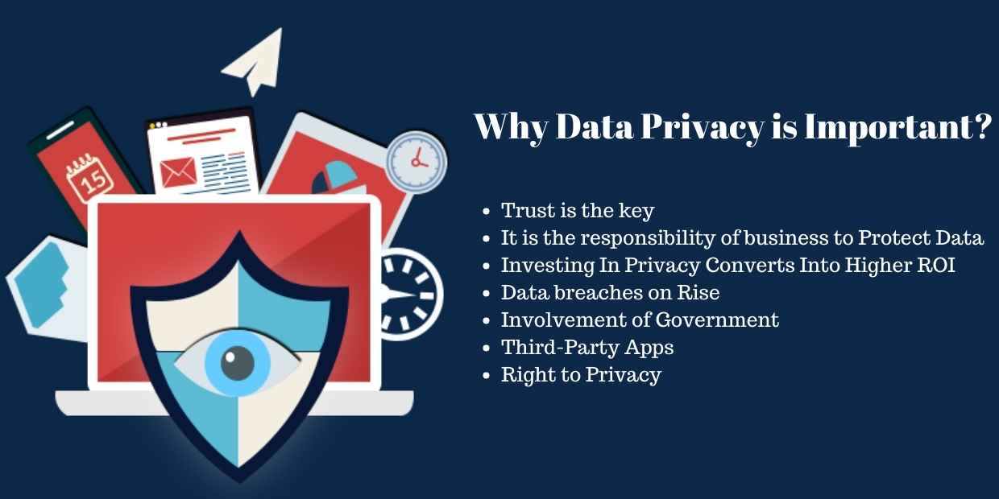 Why Data Privacy is Important?
15
• Trust is the key
• It is the responsibility of business to Protect Data
• Investing In Privacy Converts Into Higher ROI
• Data breaches on Rise
• Involvement of Government
• Third-Party Apps
• Right to Privacy